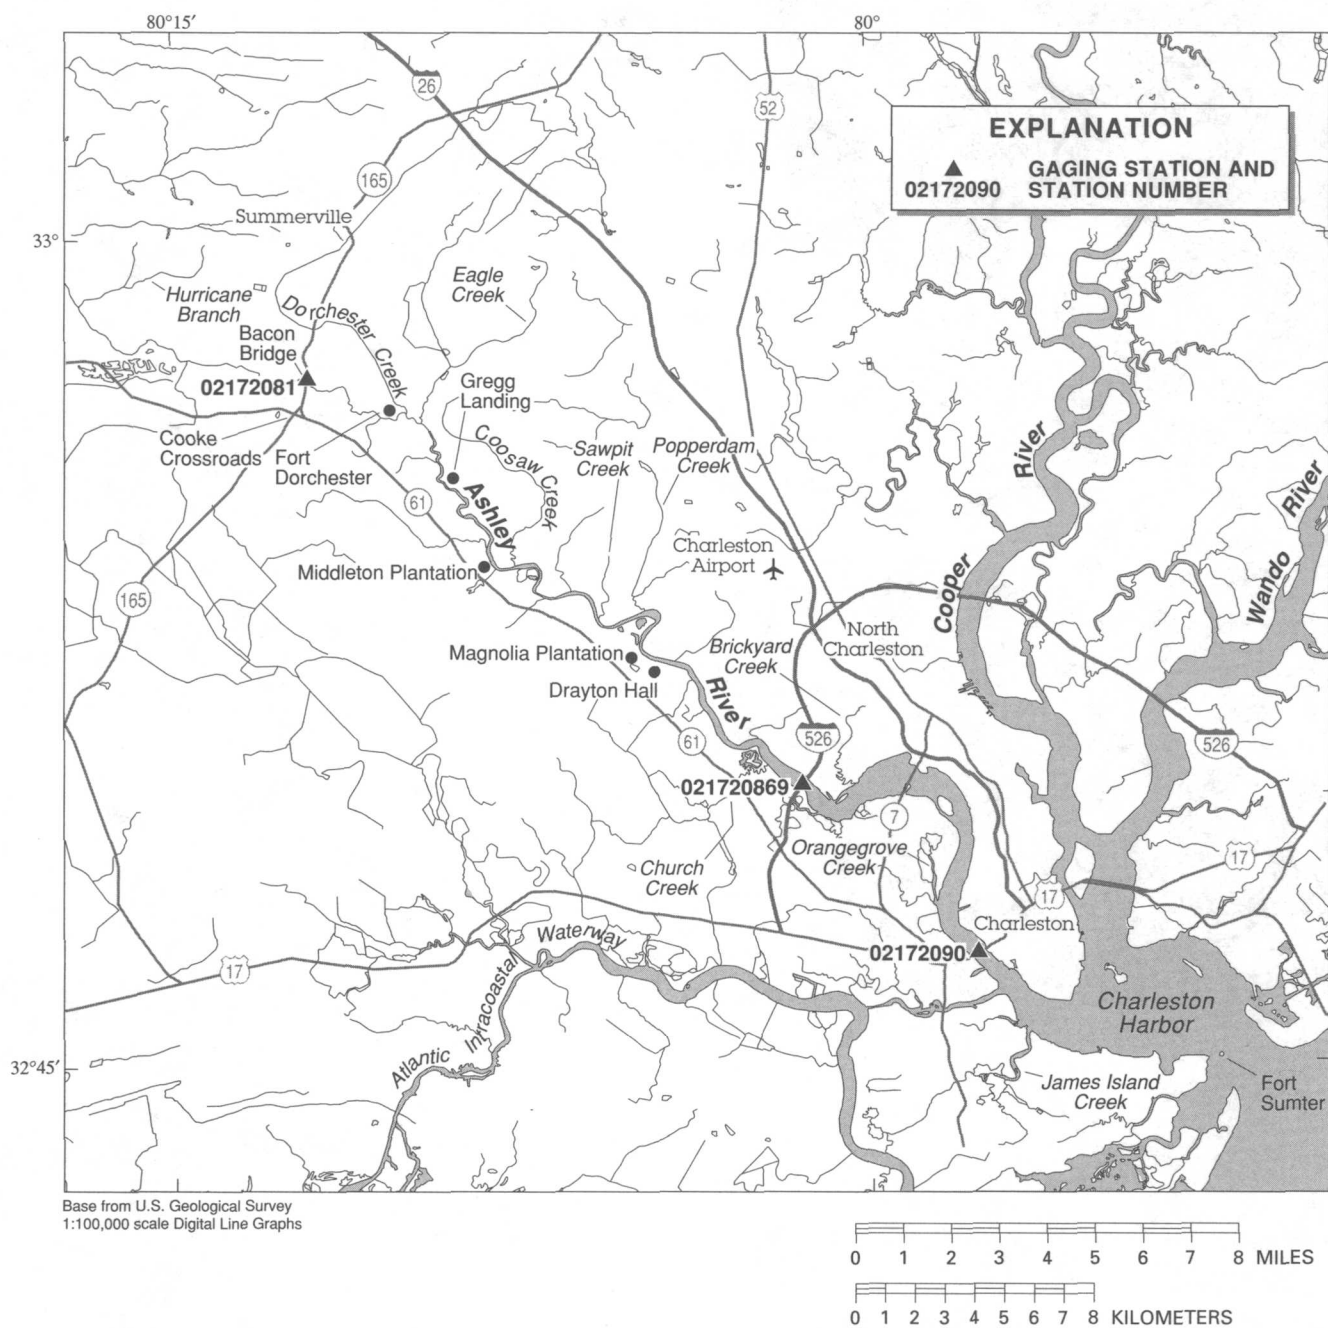 80°15'
80°
26
52
EXPLANATION
GAGING STATION AND
02172090 STATION NUMBER
165
Summerville
33°
Eagle
Creek
Hurricane
Branch
Dorchester Creek
Bacon
Bridge
02172081
Gregg
Landing
Cooke
Crossroads
Fort
Dorchester
Coosaw Creek
Sawpit
Creek
Popperdam
Creek
River
River
61
Ashley
Charleston
Airport
Middleton Plantation
Cooper
Wando
165
North
Charleston
Brickyard
Creek
Magnolia Plantation
Drayton Hall
River
61
526
526
021720869
7
Orangegrove
Creek
17
Church
Creek
17
Charleston
Waterway
02172090
17
Intracoastal
Charleston
Harbor
32°45'
Atlantic
James Island
Creek
Fort
Sumter
Base from U.S. Geological Survey
1:100,000 scale Digital Line Graphs
0 1 2 3 4 5 6 7 8 MILES
0 1 2 3 4 5 6 7 8 KILOMETERS